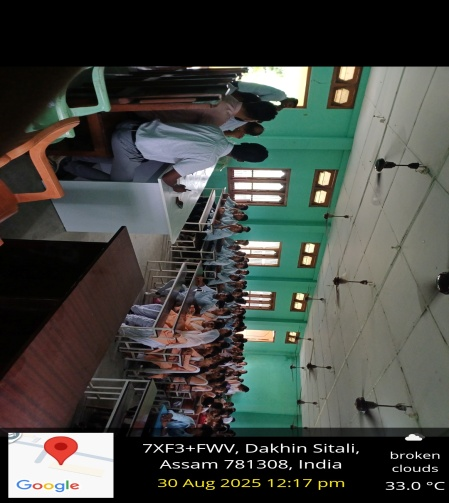 7XF3+FWV, Dakhin Sitali,
Assam 781308, India
30 Aug 2025 12:17 pm
broken
clouds
33.0 °C
Google